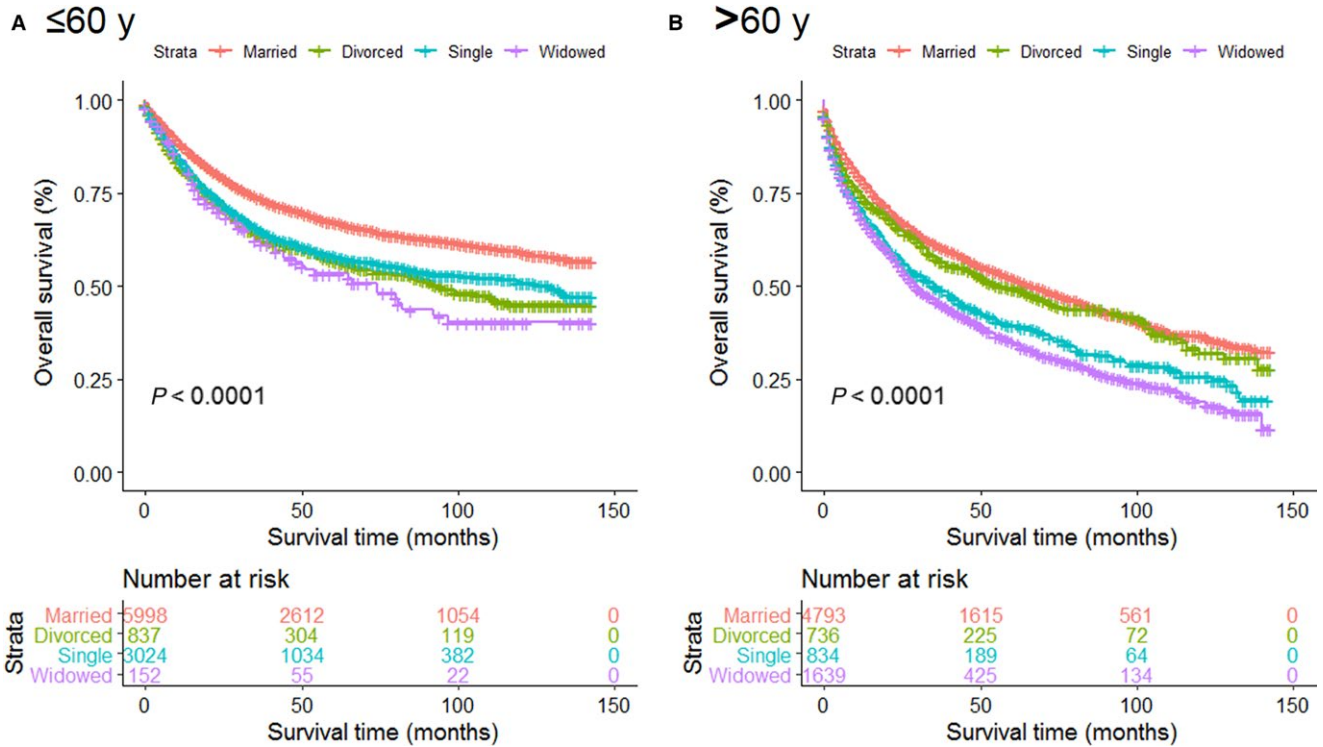 A ≤60 y
Strata Married Divorced Single Widowed
1.00
0.75
0.50
0.25
0.00
Overall survival (%)
P < 0.0001
0 50 100 150
Survival time (months)
Number at risk
Strata
Married 5998 2612 1054 0
Divorced 837 304 119 0
Single 3024 1034 382 0
Widowed 152 55 22 0
0 50 100 150
Survival time (months)
B >60 y
Strata Married Divorced Single Widowed
1.00
0.75
0.50
0.25
0.00
Overall survival (%)
P < 0.0001
0 50 100 150
Survival time (months)
Number at risk
Strata
Married 4793 1615 561 0
Divorced 736 225 72 0
Single 834 189 64 0
Widowed 1639 425 134 0
0 50 100 150
Survival time (months)